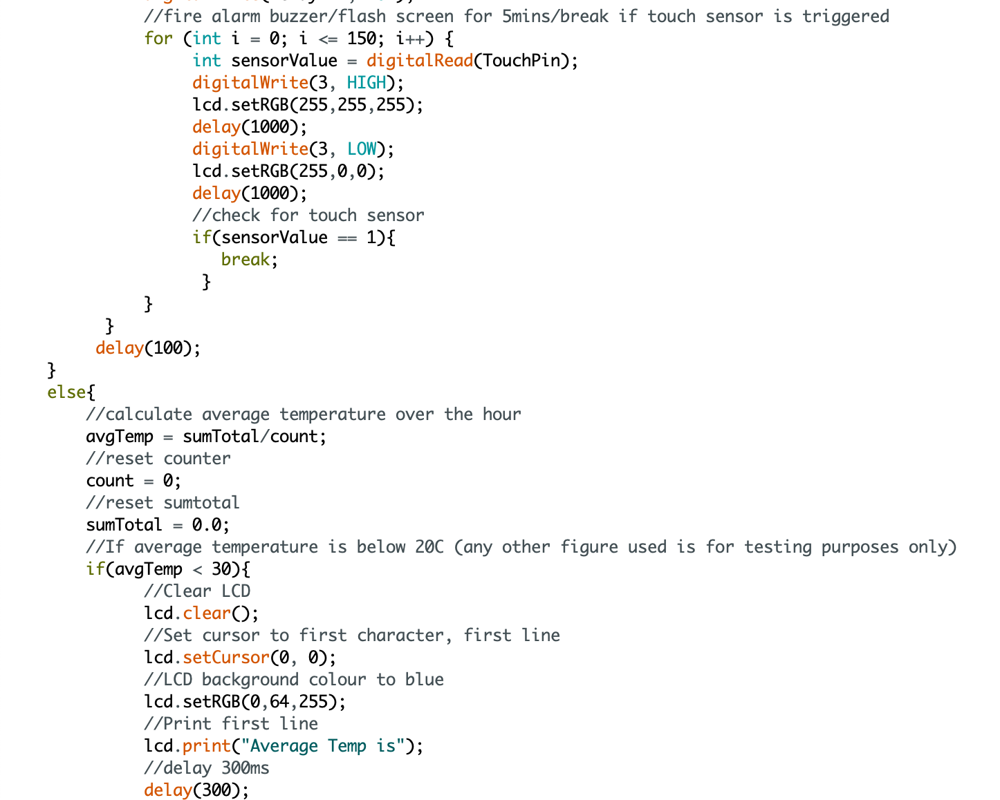 //fire alarm buzzer/flash screen for 5mins/break if touch sensor is triggered
for (int i = 0; i <= 150; i++) {
int sensorValue = digitalRead(TouchPin);
digitalWrite(3, HIGH);
lcd.setRGB(255,255,255);
delay(1000);
digitalWrite(3, LOW);
lcd.setRGB(255,0,0);
delay(1000);
//check for touch sensor
if(sensorValue == 1){
break;
}
}
}
delay(100);
}
else{
//calculate average temperature over the hour
avgTemp = sumTotal/count;
//reset counter
count = 0;
//reset sumtotal
sumTotal = 0.0;
//If average temperature is below 20C (any other figure used is for testing purposes only)
if(avgTemp < 30){
//Clear LCD
lcd.clear();
//Set cursor to first character, first line
lcd.setCursor(0, 0);
//LCD background colour to blue
lcd.setRGB(0,64,255);
//Print first line
lcd.print("Average Temp is");
//delay 300ms
delay(300);